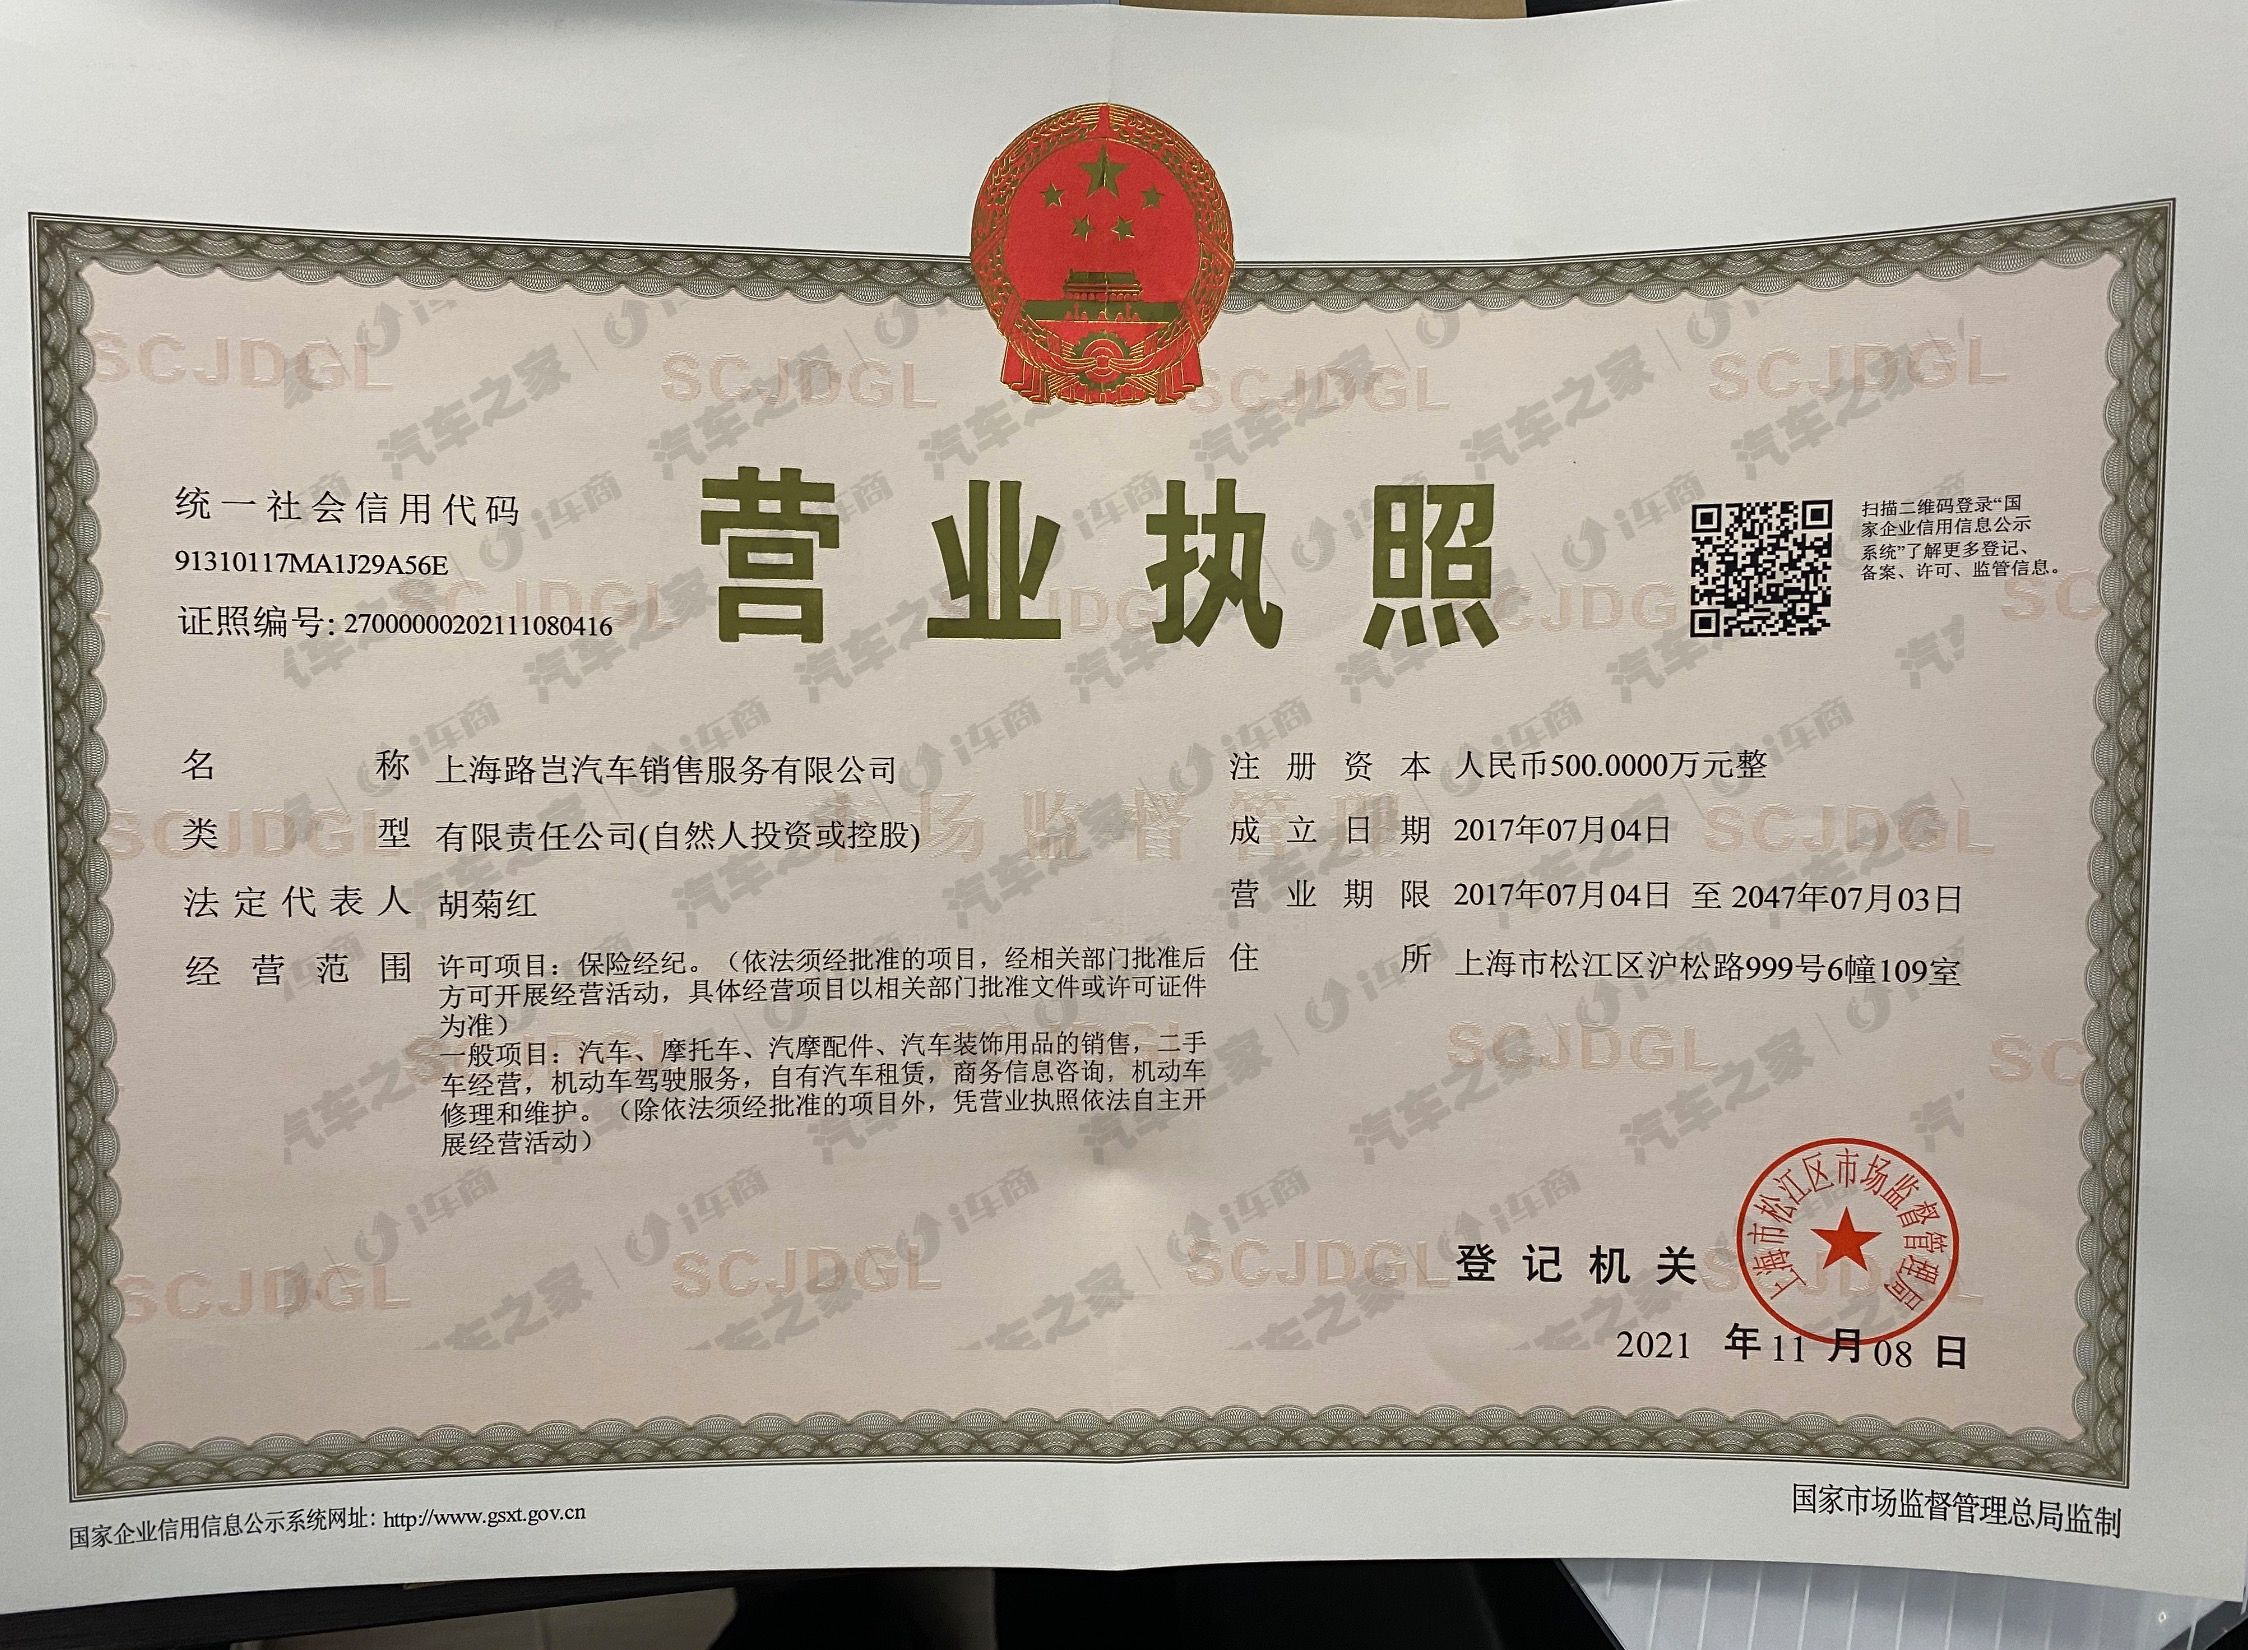 营业执照
统一社会信用代码
91310117MA1J29A56E
证照编号: 27000000202111080416
扫描二维码登录“国
家企业信用信息公示
系统”了解更多登记、
备案、许可、监管信息。
名称 上海路岂汽车销售服务有限公司
类型 有限责任公司(自然人投资或控股)
法定代表人 胡菊红
经营范围 许可项目：保险经纪。（依法须经批准的项目，经相关部门批准后
方可开展经营活动，具体经营项目以相关部门批准文件或许可证件
为准）
一般项目：汽车、摩托车、汽摩配件、汽车装饰用品的销售，二手
车经营，机动车驾驶服务，自有汽车租赁，商务信息咨询，机动车
修理和维护。（除依法须经批准的项目外，凭营业执照依法自主开
展经营活动）
注册资本 人民币500.0000万元整
成立日期 2017年07月04日
营业期限 2017年07月04日 至 2047年07月03日
住所 上海市松江区沪松路999号6幢109室
登记机关
上海市松江区市场监督管理局
2021 年 11 月 08 日
国家企业信用信息公示系统网址：http://www.gsxt.gov.cn
国家市场监督管理总局监制
SCJDGL
市场监督管理
汽车之家
i车商